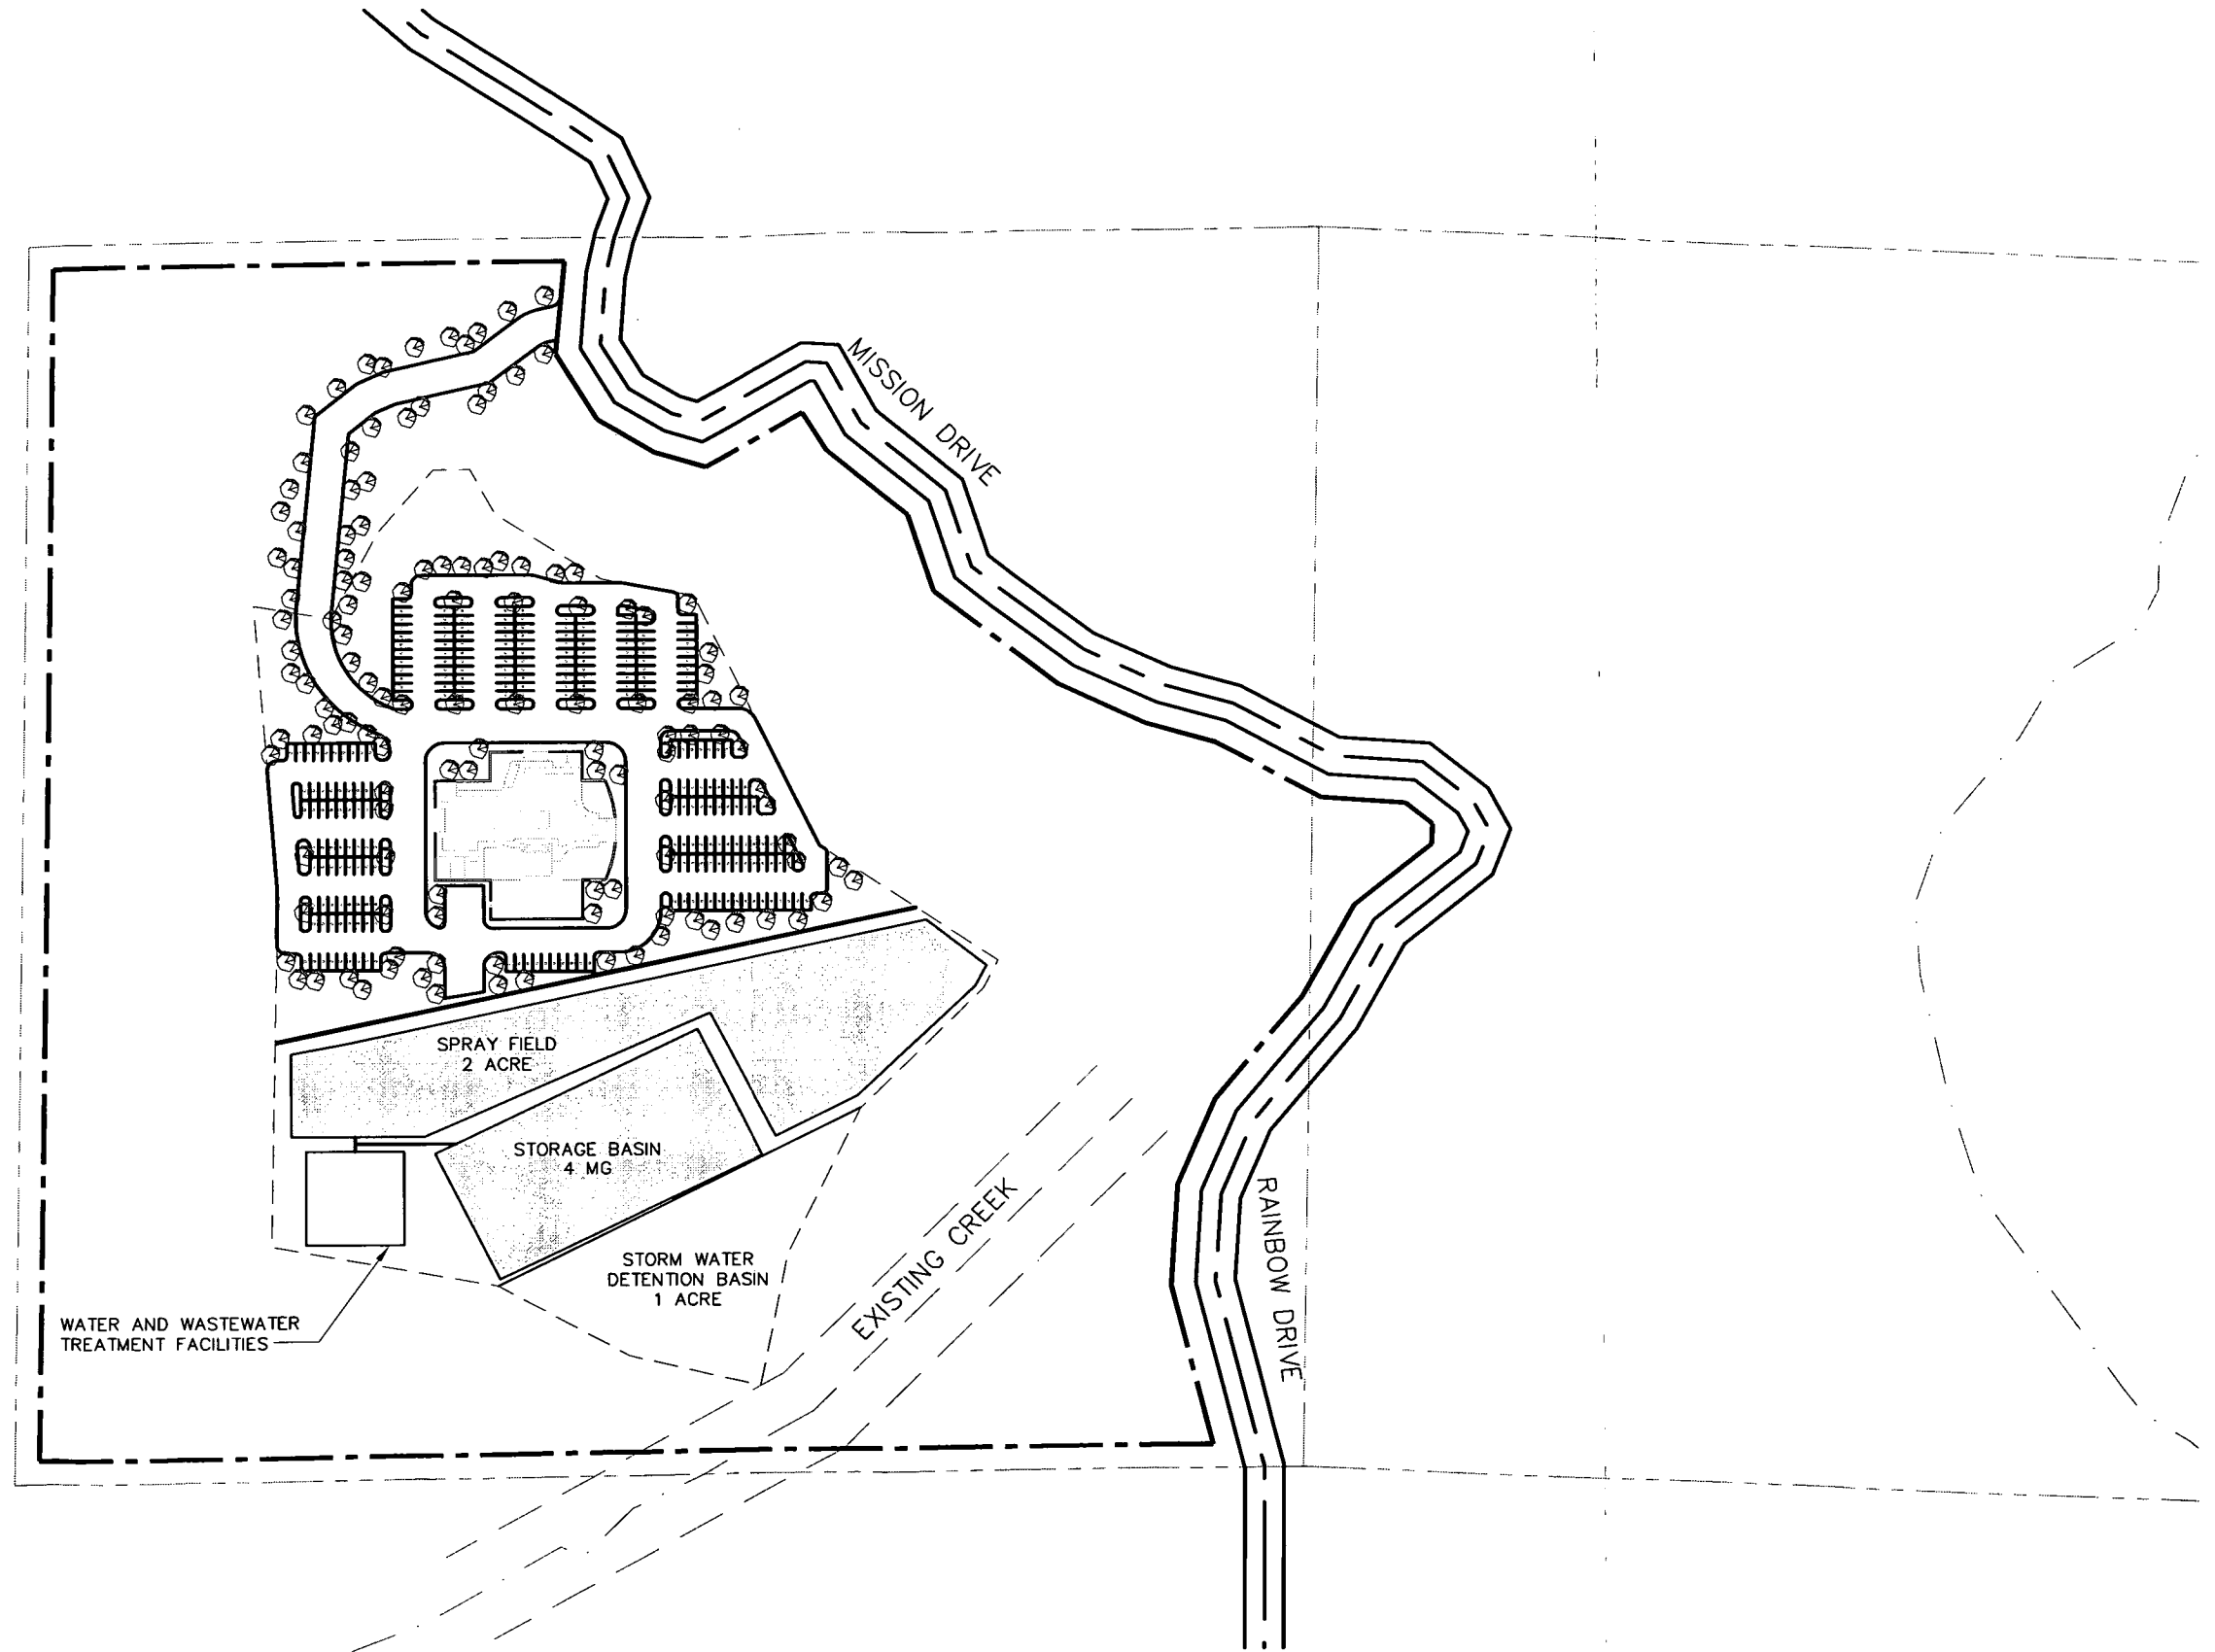 MISSION DRIVE
SPRAY FIELD
2 ACRE
STORAGE BASIN
4 MG
EXISTING CREEK
RAINBOW DRIVE
STORM WATER
DETENTION BASIN
1 ACRE
WATER AND WASTEWATER
TREATMENT FACILITIES